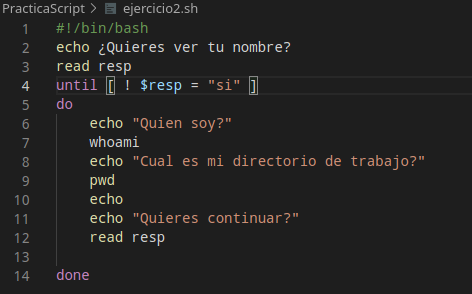 PracticaScript > ejercicio2.sh
1 #!/bin/bash
2 echo ¿Quieres ver tu nombre?
3 read resp
4 until [ ! $resp = "si" ]
5 do
6     echo "Quien soy?"
7     whoami
8     echo "Cual es mi directorio de trabajo?"
9     pwd
10     echo
11     echo "Quieres continuar?"
12     read resp
13
14 done